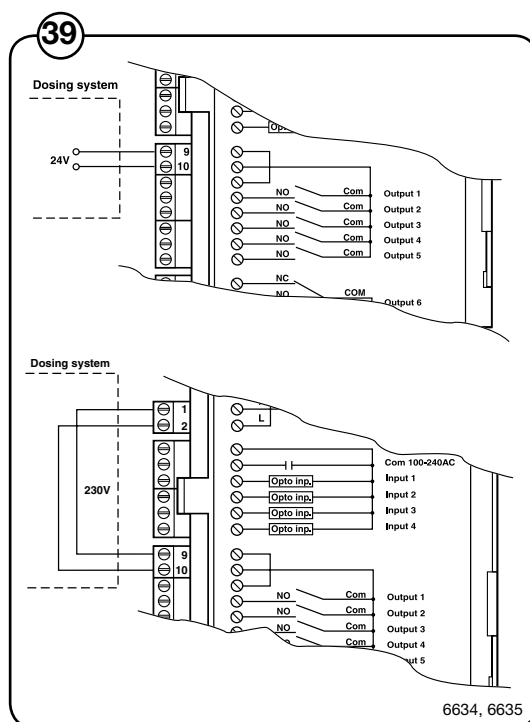 39
Dosing system
24V
9
10
NO Com Output 1
NO Com Output 2
NO Com Output 3
NO Com Output 4
NO Com Output 5
NC
NO COM Output 6
Dosing system
1
2
L
230V
Com 100-240AC
Opto inp. Input 1
Opto inp. Input 2
Opto inp. Input 3
Opto inp. Input 4
9
10
NO Com Output 1
NO Com Output 2
NO Com Output 3
Com Output 4
5
6634, 6635